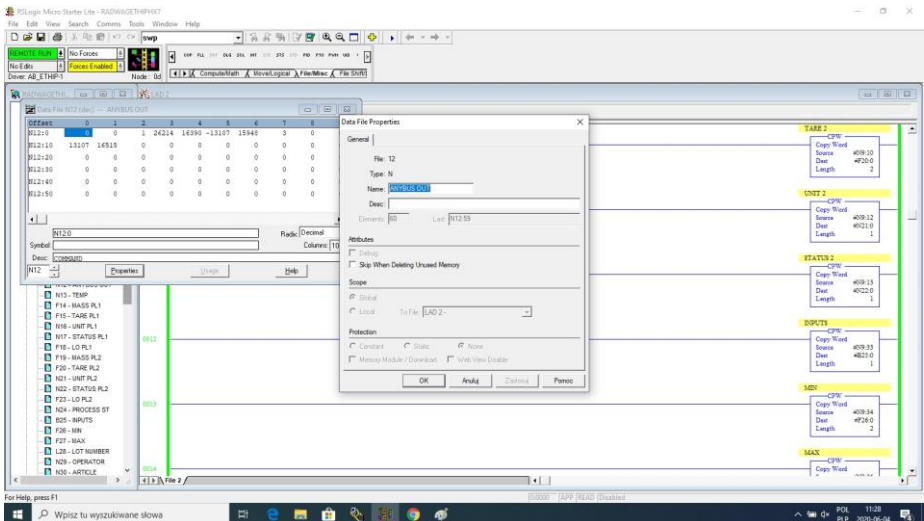 RSLogix Micro Starter Lite - RADWAGETHIPHX7
File Edit View Search Comms Tools Window Help
swp
REMOTE RUN No Forces
No Edits Forces Enabled
Driver: AB_ETHIP-1 Node: 0d
Compute/Math Move/Logical File/Misc File Shift/
LAD 2
Data File N12 (dec) -- ANYBUS OUT
Offset 0 1 2 3 4 5 6 7 8
N12:0 0 0 1 26214 16390 -13107 15948 3 0
N12:10 13107 16515 0 0 0 0 0 0 0
N12:20 0 0 0 0 0 0 0 0 0
N12:30 0 0 0 0 0 0 0 0 0
N12:40 0 0 0 0 0 0 0 0 0
N12:50 0 0 0 0 0 0 0 0 0
N12:0 Radix: Decimal
Symbol: Columns: 10
Desc: COMMAND
N12 Properties Usage Help
Data File Properties
General
File: 12
Type: N
Name: ANYBUS OUT
Desc:
Elements: 60 Last: N12:59
Attributes
Debug
Skip When Deleting Unused Memory
Scope
Global
Local To File: LAD 2 -
Protection
Constant Static None
Memory Module / Download Web View Disable
OK Anuluj Zastosuj Pomoc
N13 - TEMP
F14 - MASS PL1
F15 - TARE PL1
N16 - UNIT PL1
N17 - STATUS PL1
F18 - LO PL1
F19 - MASS PL2
F20 - TARE PL2
N21 - UNIT PL2
N22 - STATUS PL2
F23 - LO PL2
N24 - PROCESS ST
B25 - INPUTS
F26 - MIN
F27 - MAX
L28 - LOT NUMBER
N29 - OPERATOR
N30 - ARTICLE
0012
0013
0014
TARE 2
CPW
Copy Word
Source #N9:10
Dest #F20:0
Length 2
UNIT 2
CPW
Copy Word
Source #N9:12
Dest #N21:0
Length 1
STATUS 2
CPW
Copy Word
Source #N9:13
Dest #N22:0
Length 1
INPUTS
CPW
Copy Word
Source #N9:33
Dest #B25:0
Length 1
MIN
CPW
Copy Word
Source #N9:34
Dest #F26:0
Length 2
MAX
CPW
Copy Word
File 2
For Help, press F1
0:0000 APP READ Disabled
Wpisz tu wyszukiwane słowa
POL 11:28
PLP 2020-06-04